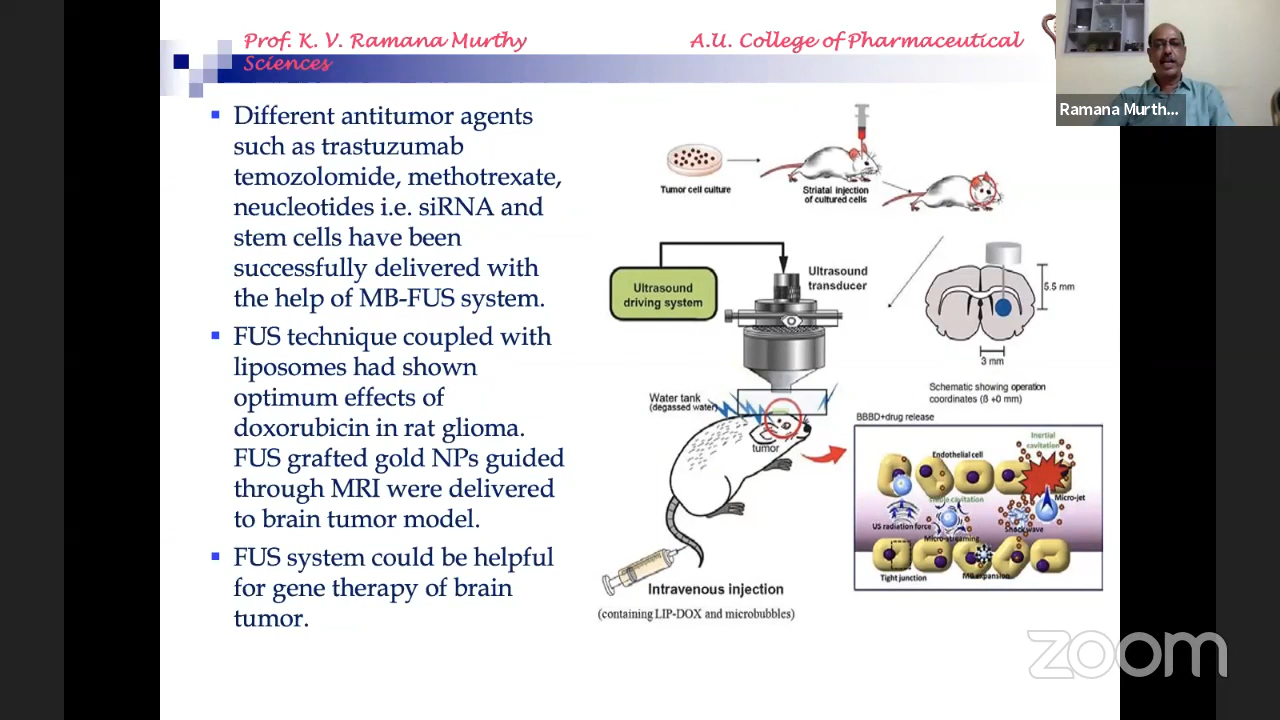 Prof. K. V. Ramana Murthy
A.U. College of Pharmaceutical
Sciences
Ramana Murth...
Different antitumor agents
such as trastuzumab
temozolomide, methotrexate,
neucleotides i.e. siRNA and
stem cells have been
successfully delivered with
the help of MB-FUS system.
FUS technique coupled with
liposomes had shown
optimum effects of
doxorubicin in rat glioma.
FUS grafted gold NPs guided
through MRI were delivered
to brain tumor model.
FUS system could be helpful
for gene therapy of brain
tumor.
Tumor cell culture
Striatal injection
of cultured cells
Ultrasound
driving system
Ultrasound
transducer
5.5 mm
3 mm
Schematic showing operation
coordinates (ß +0 mm)
Water tank
(degassed water)
tumor
BBBD+drug release
Inertial
cavitation
Endothelial cell
Micro-jet
Stable cavitation
US radiation force
Shock wave
Micro-streaming
Tight junction
MB expansion
Intravenous injection
(containing LIP-DOX and microbubbles)
zoom